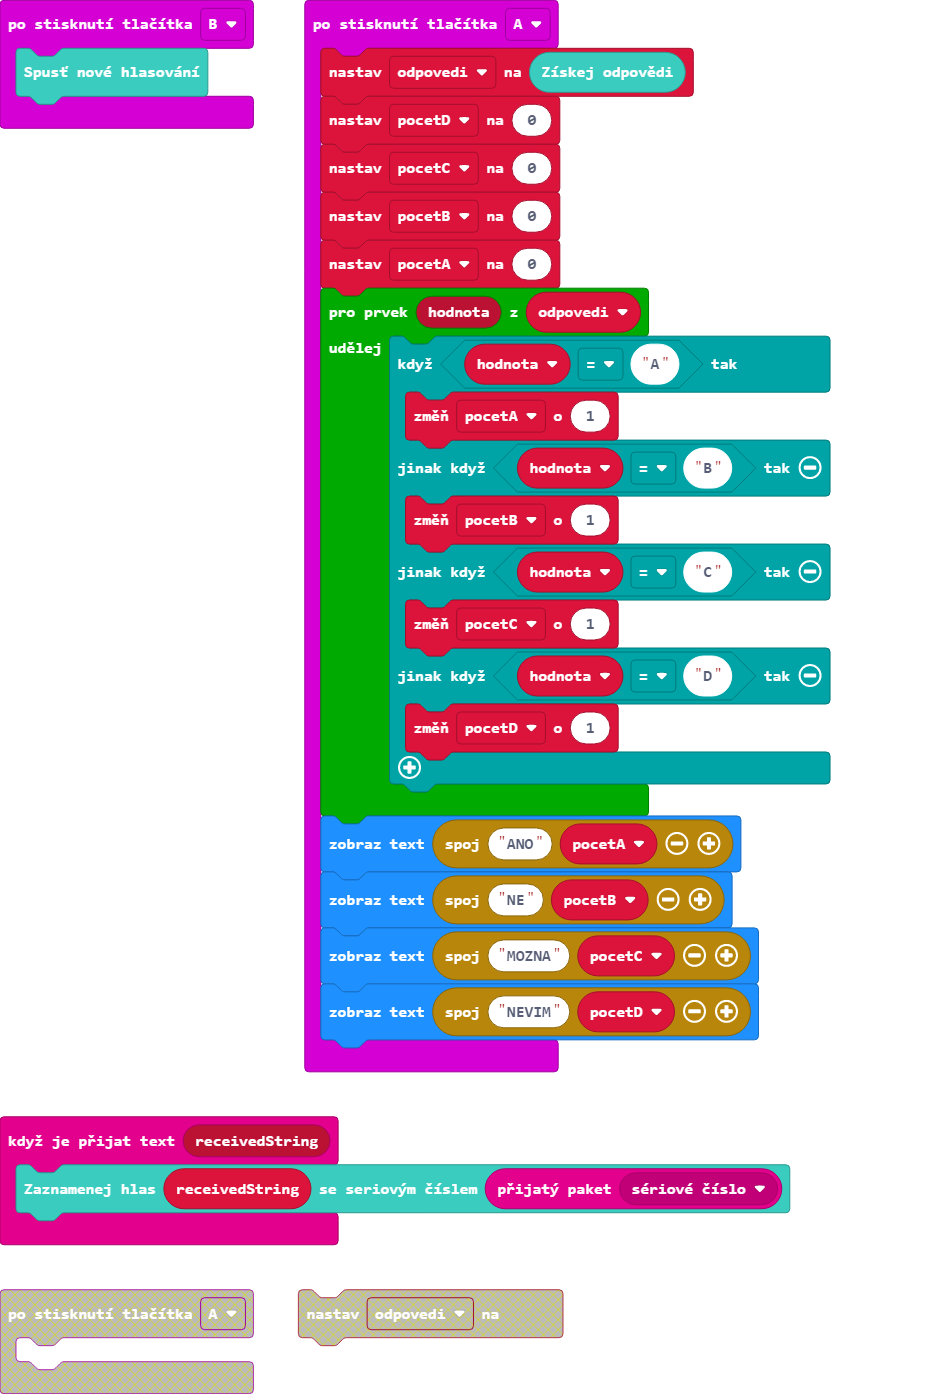 po stisknutí tlačítka B
Spusť nové hlasování
po stisknutí tlačítka A
nastav odpovedi na Získej odpovědi
nastav pocetD na 0
nastav pocetC na 0
nastav pocetB na 0
nastav pocetA na 0
pro prvek hodnota z odpovedi
udělej
když hodnota = "A" tak
změň pocetA o 1
jinak když hodnota = "B" tak
změň pocetB o 1
jinak když hodnota = "C" tak
změň pocetC o 1
jinak když hodnota = "D" tak
změň pocetD o 1
zobraz text spoj "ANO" pocetA
zobraz text spoj "NE" pocetB
zobraz text spoj "MOZNA" pocetC
zobraz text spoj "NEVIM" pocetD
když je přijat text receivedString
Zaznamenej hlas receivedString se seriovým číslem přijatý paket sériové číslo
po stisknutí tlačítka A
nastav odpovedi na